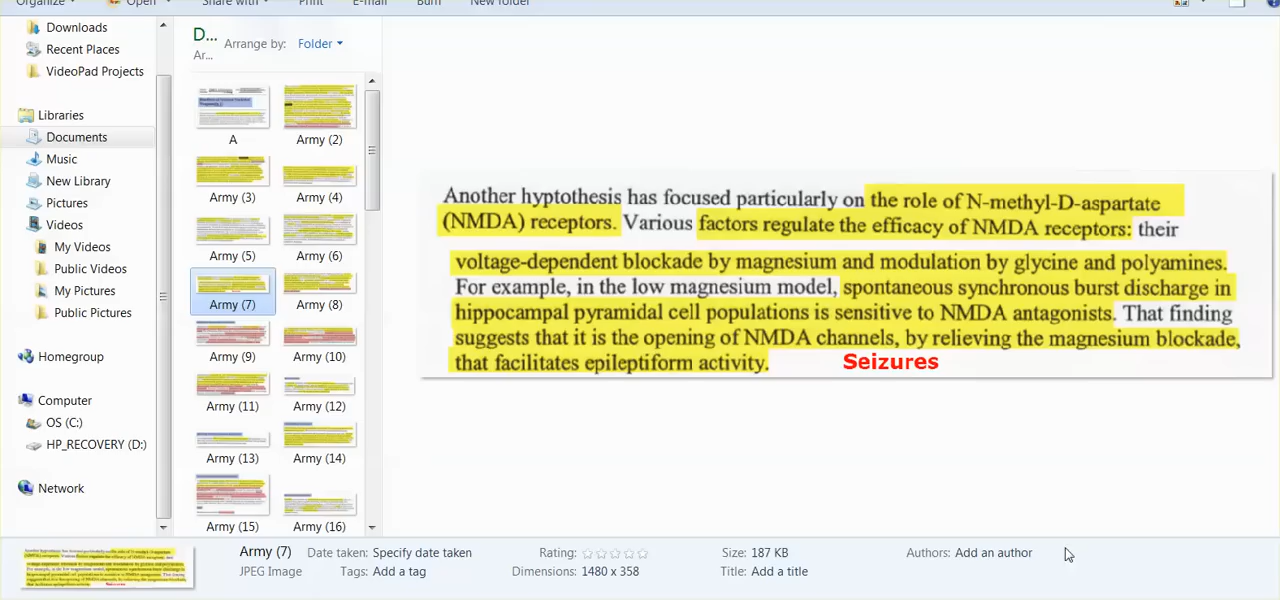 Organize
Open
Share with
Print
E-mail
Burn
New folder
Downloads
Recent Places
VideoPad Projects
Libraries
Documents
Music
New Library
Pictures
Videos
My Videos
Public Videos
My Pictures
Public Pictures
Homegroup
Computer
OS (C:)
HP_RECOVERY (D:)
Network
D...
Ar...
Arrange by: Folder
A
Army (2)
Army (3)
Army (4)
Army (5)
Army (6)
Army (7)
Army (8)
Army (9)
Army (10)
Army (11)
Army (12)
Army (13)
Army (14)
Army (15)
Army (16)
Another hyptothesis has focused particularly on the role of N-methyl-D-aspartate
(NMDA) receptors. Various factors regulate the efficacy of NMDA receptors: their
voltage-dependent blockade by magnesium and modulation by glycine and polyamines.
For example, in the low magnesium model, spontaneous synchronous burst discharge in
hippocampal pyramidal cell populations is sensitive to NMDA antagonists. That finding
suggests that it is the opening of NMDA channels, by relieving the magnesium blockade,
that facilitates epileptiform activity. Seizures
Army (7) Date taken: Specify date taken Rating: Size: 187 KB Authors: Add an author
JPEG Image Tags: Add a tag Dimensions: 1480 x 358 Title: Add a title